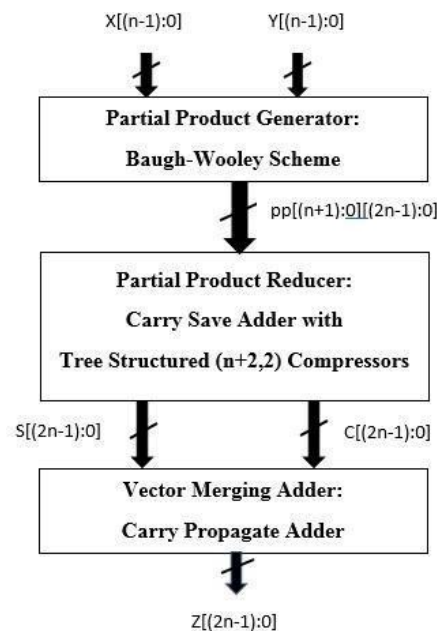 X[(n-1):0] Y[(n-1):0]
Partial Product Generator:
Baugh-Wooley Scheme
pp[(n+1):0][(2n-1):0]
Partial Product Reducer:
Carry Save Adder with
Tree Structured (n+2,2) Compressors
S[(2n-1):0] C[(2n-1):0]
Vector Merging Adder:
Carry Propagate Adder
Z[(2n-1):0]